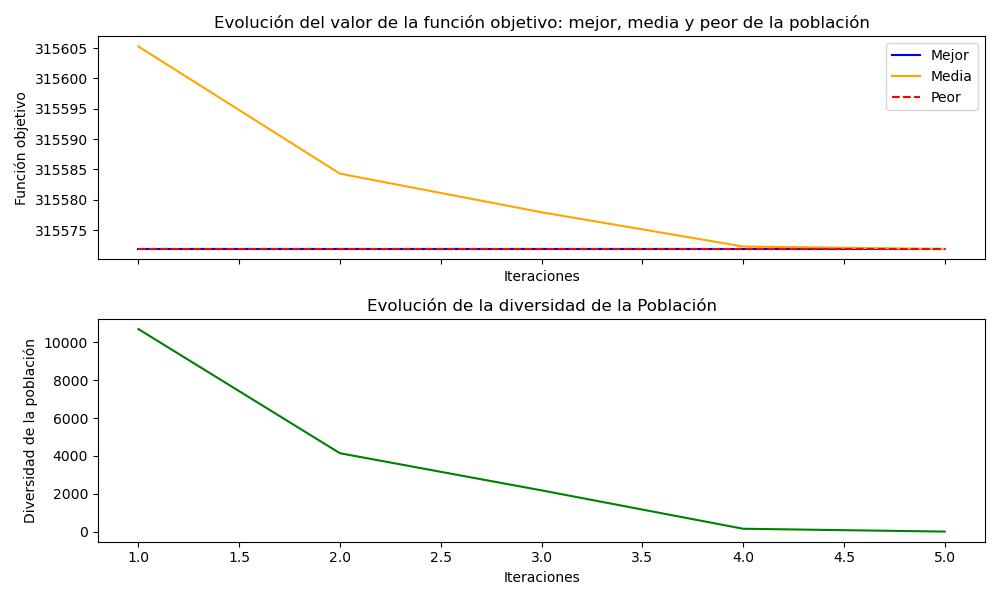 Evolución del valor de la función objetivo: mejor, media y peor de la población
Función objetivo
315605
315600
315595
315590
315585
315580
315575
Mejor
Media
Peor
Iteraciones
Evolución de la diversidad de la Población
Diversidad de la población
10000
8000
6000
4000
2000
0
1.0 1.5 2.0 2.5 3.0 3.5 4.0 4.5 5.0
Iteraciones